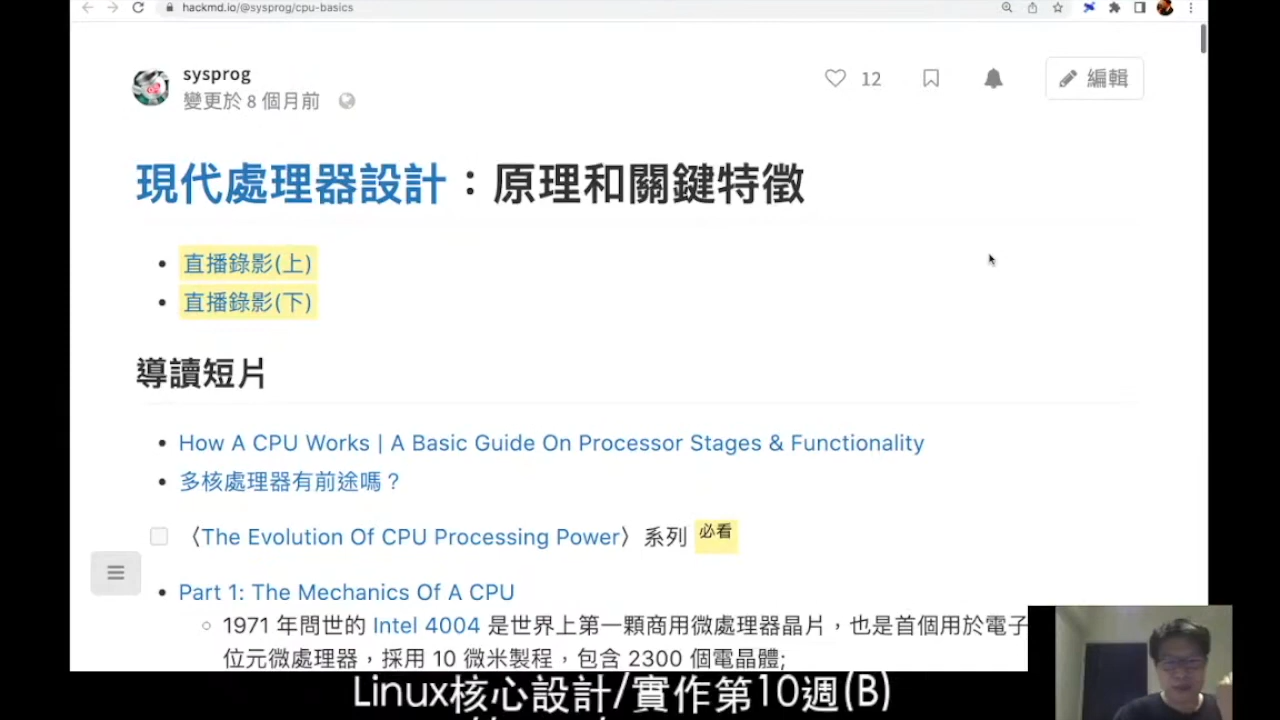 hackmd.io/@sysprog/cpu-basics
sysprog
變更於 8 個月前
12
編輯
現代處理器設計：原理和關鍵特徵
直播錄影(上)
直播錄影(下)
導讀短片
How A CPU Works | A Basic Guide On Processor Stages & Functionality
多核處理器有前途嗎？
〈The Evolution Of CPU Processing Power〉系列 必看
Part 1: The Mechanics Of A CPU
1971 年問世的 Intel 4004 是世界上第一顆商用微處理器晶片，也是首個用於電子
位元微處理器，採用 10 微米製程，包含 2300 個電晶體;
Linux核心設計/實作第10週(B)